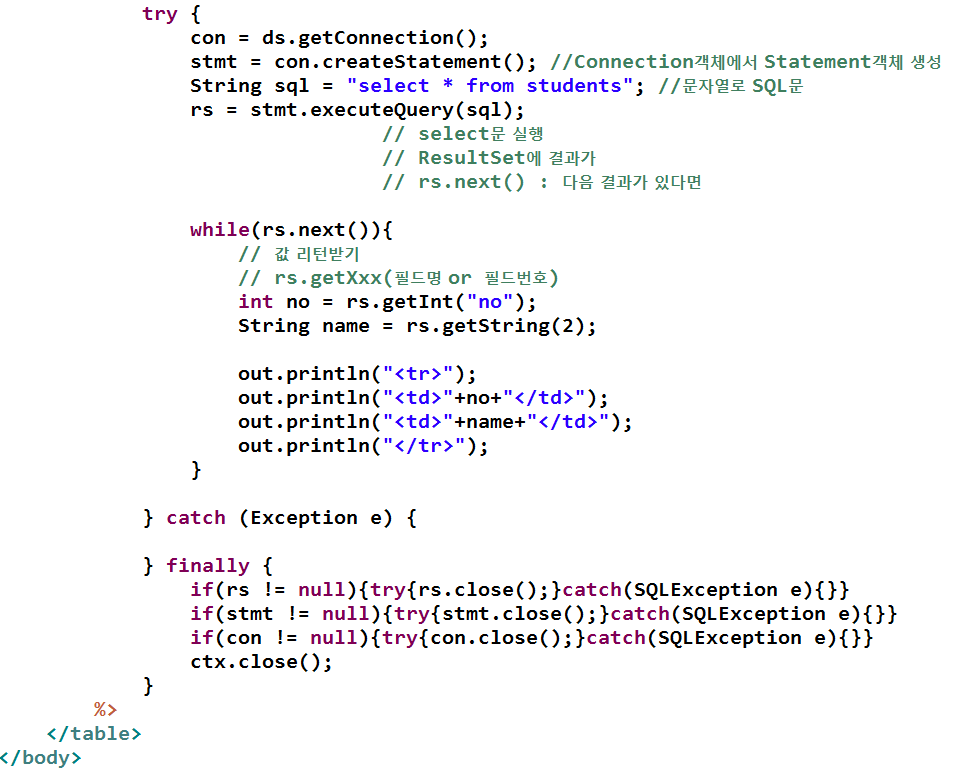 try {
con = ds.getConnection();
stmt = con.createStatement(); //Connection객체에서 Statement객체 생성
String sql = "select * from students"; //문자열로 SQL문
rs = stmt.executeQuery(sql);
// select문 실행
// ResultSet에 결과가
// rs.next() : 다음 결과가 있다면
while(rs.next()){
// 값 리턴받기
// rs.getXxx(필드명 or 필드번호)
int no = rs.getInt("no");
String name = rs.getString(2);
out.println("<tr>");
out.println("<td>"+no+"</td>");
out.println("<td>"+name+"</td>");
out.println("</tr>");
}
} catch (Exception e) {
} finally {
if(rs != null){try{rs.close();}catch(SQLException e){}}
if(stmt != null){try{stmt.close();}catch(SQLException e){}}
if(con != null){try{con.close();}catch(SQLException e){}}
ctx.close();
}
%>
</table>
</body>